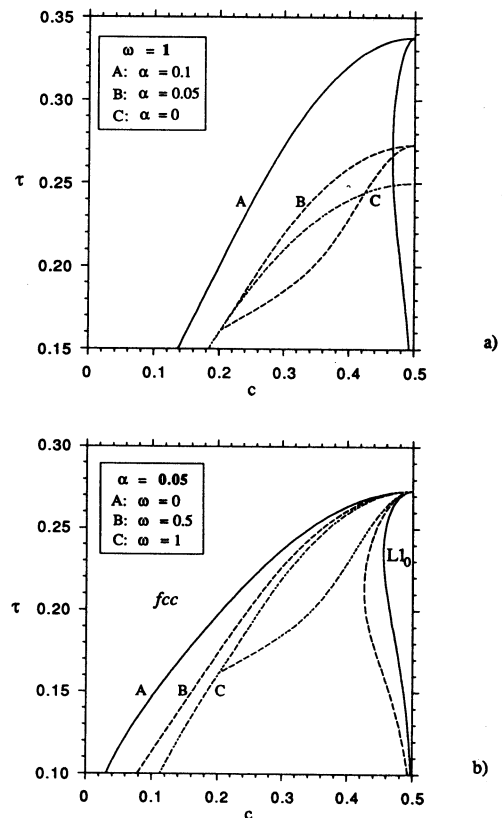 0.35
ω = 1
A: α = 0.1
B: α = 0.05
C: α = 0
0.30
τ
0.25
A
B
C
0.20
0.15
0
0.1
0.2
0.3
0.4
0.5
c
a)
0.30
α = 0.05
A: ω = 0
B: ω = 0.5
C: ω = 1
0.25
L1₀
fcc
τ
0.20
0.15
A
B
C
0.10
0
0.1
0.2
0.3
0.4
0.5
c
b)